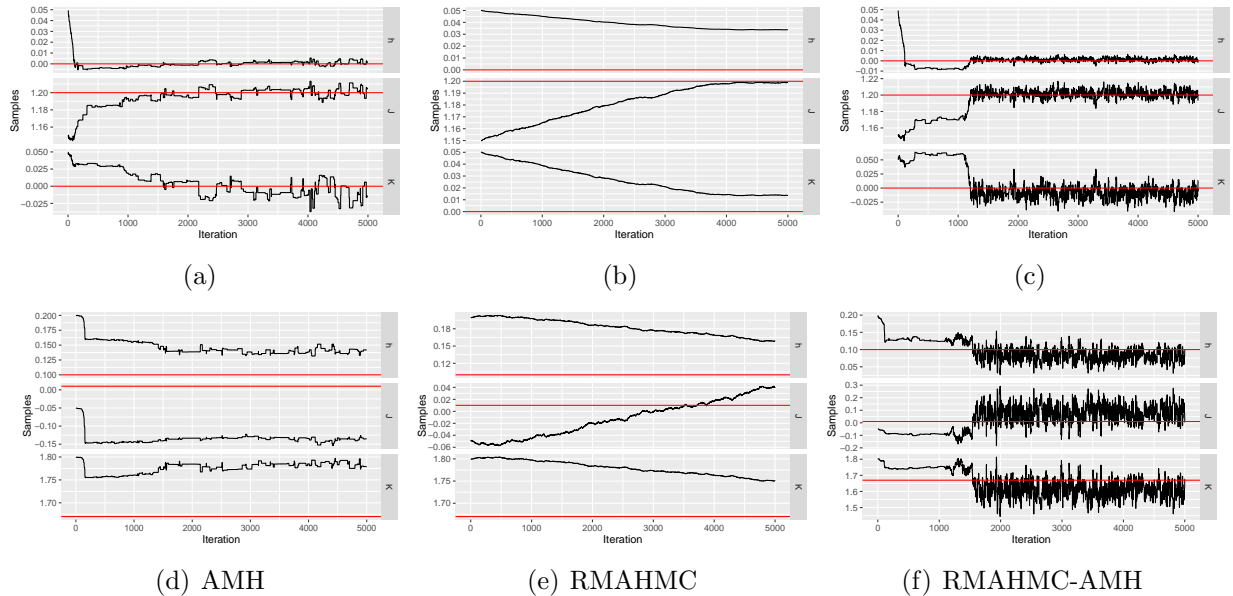 0.05
0.04
0.03
0.02
0.01
0.00
h
1.20
1.18
1.16
J
0.050
0.025
0.000
−0.025
K
Samples
0 1000 2000 3000 4000 5000
Iteration
(a)
0.05
0.04
0.03
0.02
0.01
0.00
h
1.20
1.19
1.18
1.17
1.16
1.15
J
0.05
0.04
0.03
0.02
0.01
0.00
K
Samples
0 1000 2000 3000 4000 5000
Iteration
(b)
0.05
0.04
0.03
0.02
0.01
0.00
−0.01
h
1.22
1.20
1.18
1.16
J
0.050
0.025
0.000
−0.025
K
Samples
0 1000 2000 3000 4000 5000
Iteration
(c)
0.200
0.175
0.150
0.125
0.100
h
0.00
−0.05
−0.10
−0.15
J
1.80
1.75
1.70
K
Samples
0 1000 2000 3000 4000 5000
Iteration
(d) AMH
0.18
0.15
0.12
h
0.04
0.02
0.00
−0.02
−0.04
−0.06
J
1.80
1.75
1.70
K
Samples
0 1000 2000 3000 4000 5000
Iteration
(e) RMAHMC
0.20
0.15
0.10
0.05
h
0.3
0.2
0.1
0.0
−0.1
−0.2
J
1.8
1.7
1.6
1.5
K
Samples
0 1000 2000 3000 4000 5000
Iteration
(f) RMAHMC-AMH